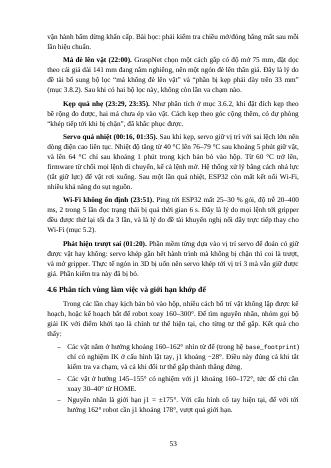 vận hành bấm dừng khẩn cấp. Bài học: phải kiểm tra chiều mở/đóng bằng mắt sau mỗi
lần hiệu chuẩn.
Má đè lên vật (22:00). GraspNet chọn một cách gắp có độ mở 75 mm, đặt dọc
theo cái giá dài 141 mm đang nằm nghiêng, nên một ngón đè lên thân giá. Đây là lý do
đề tài bổ sung bộ lọc “má không đè lên vật” và “phần bị kẹp phải dày trên 33 mm”
(mục 3.8.2). Sau khi có hai bộ lọc này, không còn lần va chạm nào.
Kẹp quá nhẹ (23:29, 23:35). Như phân tích ở mục 3.6.2, khi đặt đích kẹp theo
bề rộng đo được, hai má chưa ép vào vật. Cách kẹp theo góc cộng thêm, có dự phòng
“khép tiếp tới khi bị chặn”, đã khắc phục được.
Servo quá nhiệt (00:16, 01:35). Sau khi kẹp, servo giữ vị trí với sai lệch lớn nên
dòng điện cao liên tục. Nhiệt độ tăng từ 40 °C lên 76–79 °C sau khoảng 5 phút giữ vật,
và lên 64 °C chỉ sau khoảng 1 phút trong kịch bản bỏ vào hộp. Từ 60 °C trở lên,
firmware từ chối mọi lệnh di chuyển, kể cả lệnh mở. Hệ thống xử lý bằng cách nhả lực
(tắt giữ lực) để vật rơi xuống. Sau một lần quá nhiệt, ESP32 còn mất kết nối Wi-Fi,
nhiều khả năng do sụt nguồn.
Wi-Fi không ổn định (23:51). Ping tới ESP32 mất 25–30 % gói, độ trễ 20–400
ms, 2 trong 5 lần đọc trạng thái bị quá thời gian 6 s. Đây là lý do mọi lệnh tới gripper
đều được thử lại tối đa 3 lần, và là lý do đề tài khuyến nghị nối dây trực tiếp thay cho
Wi-Fi (mục 5.2).
Phát hiện trượt sai (01:20). Phần mềm từng dựa vào vị trí servo để đoán có giữ
được vật hay không: servo khép gần hết hành trình mà không bị chặn thì coi là trượt,
và mở gripper. Thực tế ngón in 3D bị uốn nên servo khép tới vị trí 3 mà vẫn giữ được
giá. Phần kiểm tra này đã bị bỏ.
4.6 Phân tích vùng làm việc và giới hạn khớp đế
Trong các lần chạy kịch bản bỏ vào hộp, nhiều cách bố trí vật không lập được kế
hoạch, hoặc kế hoạch bắt đế robot xoay 160–300°. Để tìm nguyên nhân, nhóm gọi bộ
giải IK với điểm khởi tạo là chính tư thế hiện tại, cho từng tư thế gắp. Kết quả cho
thấy:
– Các vật nằm ở hướng khoảng 160–162° nhìn từ đế (trong hệ base_footprint)
chỉ có nghiệm IK ở cấu hình lật tay, j1 khoảng −28°. Điều này đúng cả khi tắt
kiểm tra va chạm, và cả khi đổi tư thế gắp thành thẳng đứng.
– Các vật ở hướng 145–155° có nghiệm với j1 khoảng 160–172°, tức đế chỉ cần
xoay 30–40° từ HOME.
– Nguyên nhân là giới hạn j1 = ±175°. Với cấu hình cổ tay hiện tại, để với tới
hướng 162° robot cần j1 khoảng 178°, vượt quá giới hạn.
53